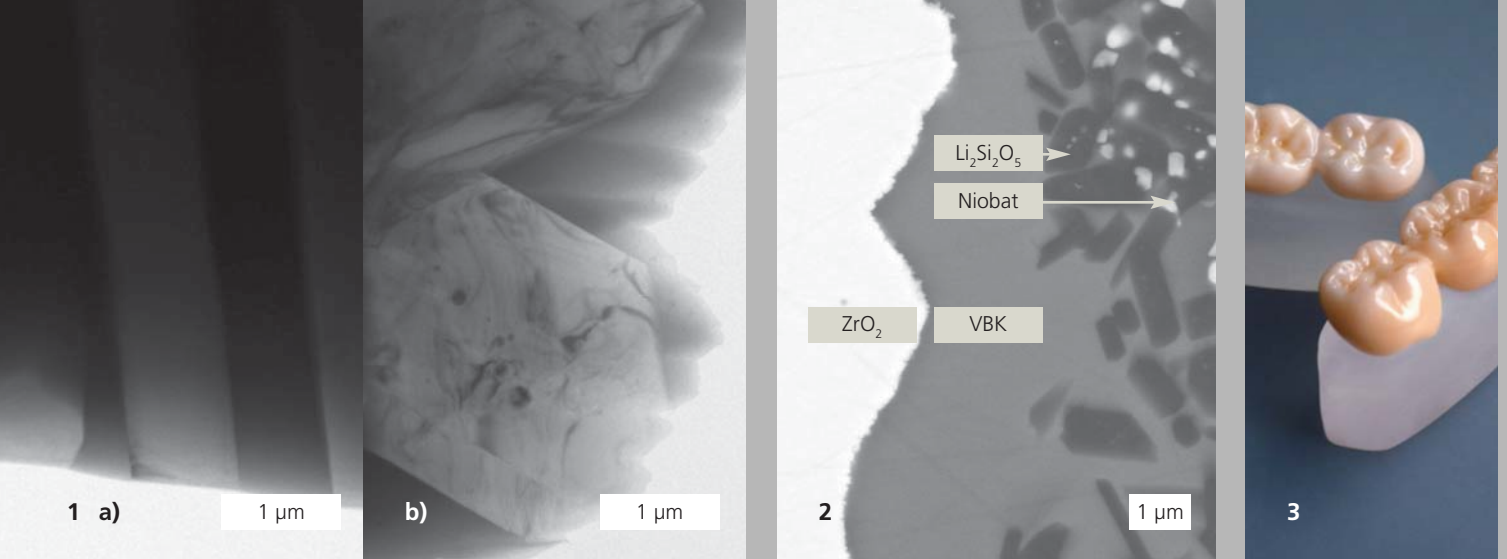 1 a)
1 µm
b)
1 µm
Li₂Si₂O₅
Niobat
ZrO₂
VBK
2
1 µm
3